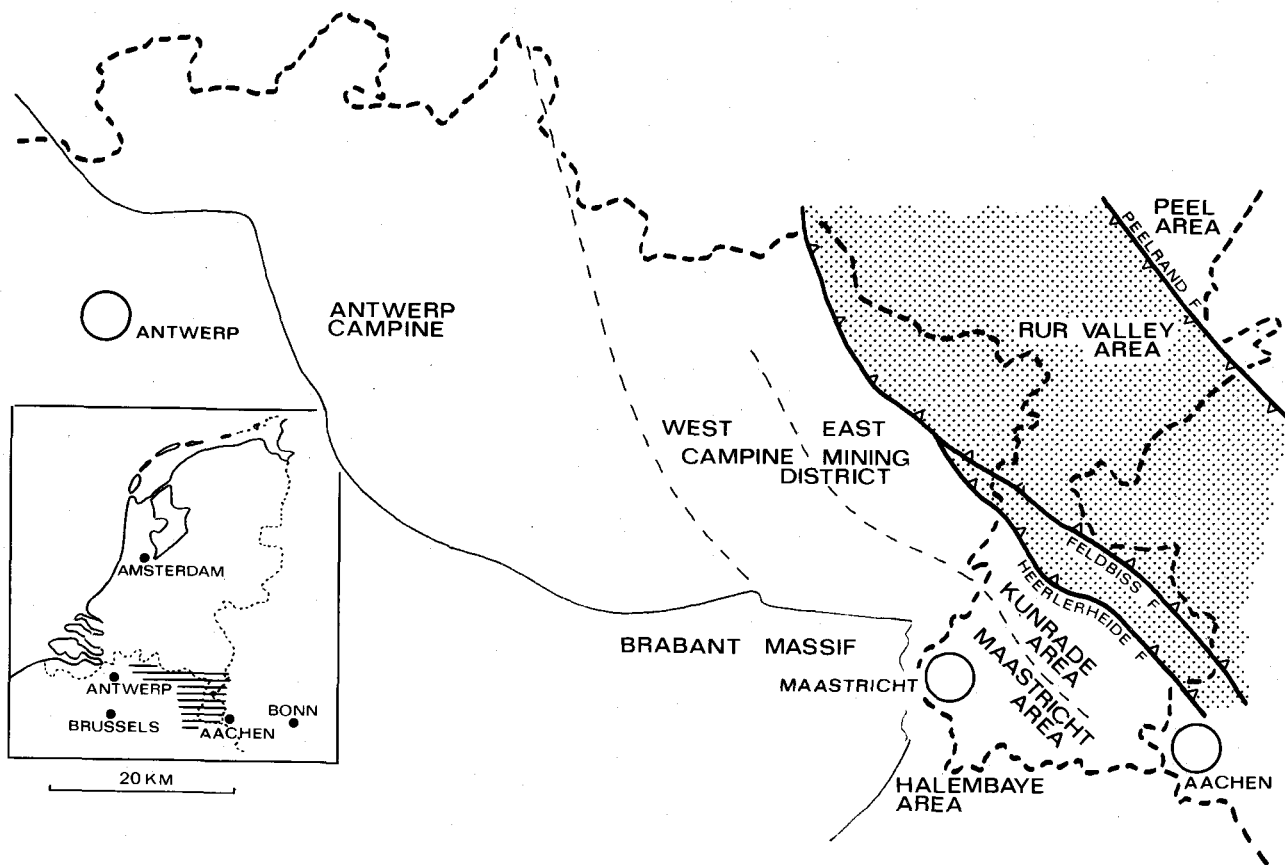 PEEL
AREA
PEELRAND F
ANTWERP
CAMPINE
ANTWERP
RUR VALLEY
AREA
WEST EAST
CAMPINE MINING
DISTRICT
FELDBISS F
HEERLERHEIDE F
KUNRADE
AREA
MAASTRICHT
AREA
BRABANT MASSIF
MAASTRICHT
HALEMBAYE
AREA
AACHEN
AMSTERDAM
ANTWERP
BRUSSELS
AACHEN
BONN
20 KM